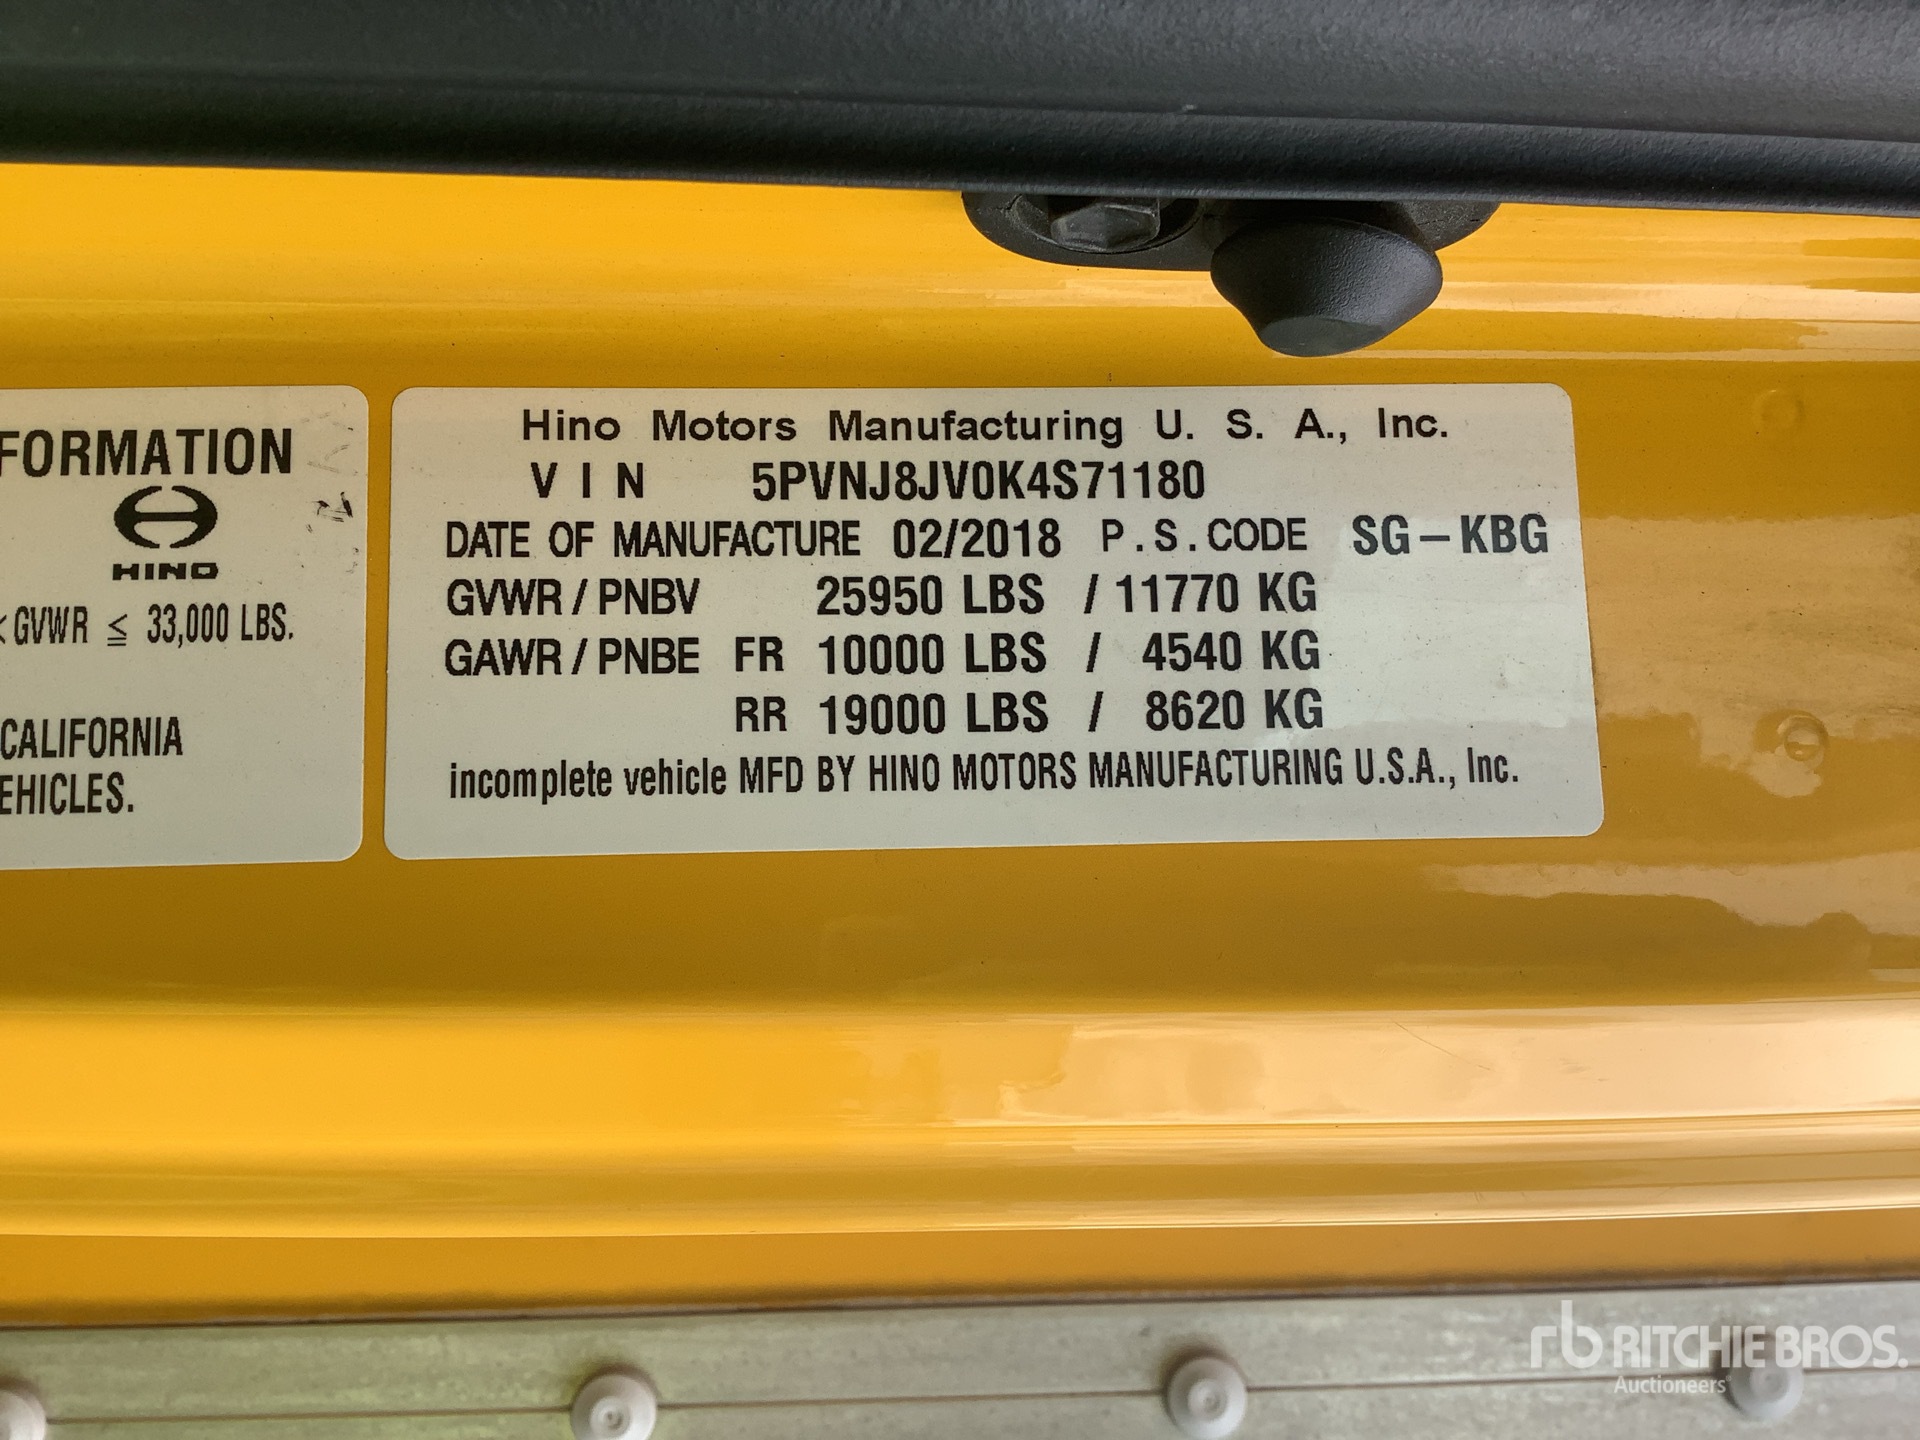 FORMATION
HINO
<GVWR ≦ 33,000 LBS.
CALIFORNIA
EHICLES.
Hino Motors Manufacturing U. S. A., Inc.
VIN 5PVNJ8JV0K4S71180
DATE OF MANUFACTURE 02/2018 P.S.CODE SG-KBG
GVWR/PNBV 25950 LBS / 11770 KG
GAWR/PNBE FR 10000 LBS / 4540 KG
RR 19000 LBS / 8620 KG
incomplete vehicle MFD BY HINO MOTORS MANUFACTURING U.S.A., Inc.
rb RITCHIE BROS.
Auctioneers